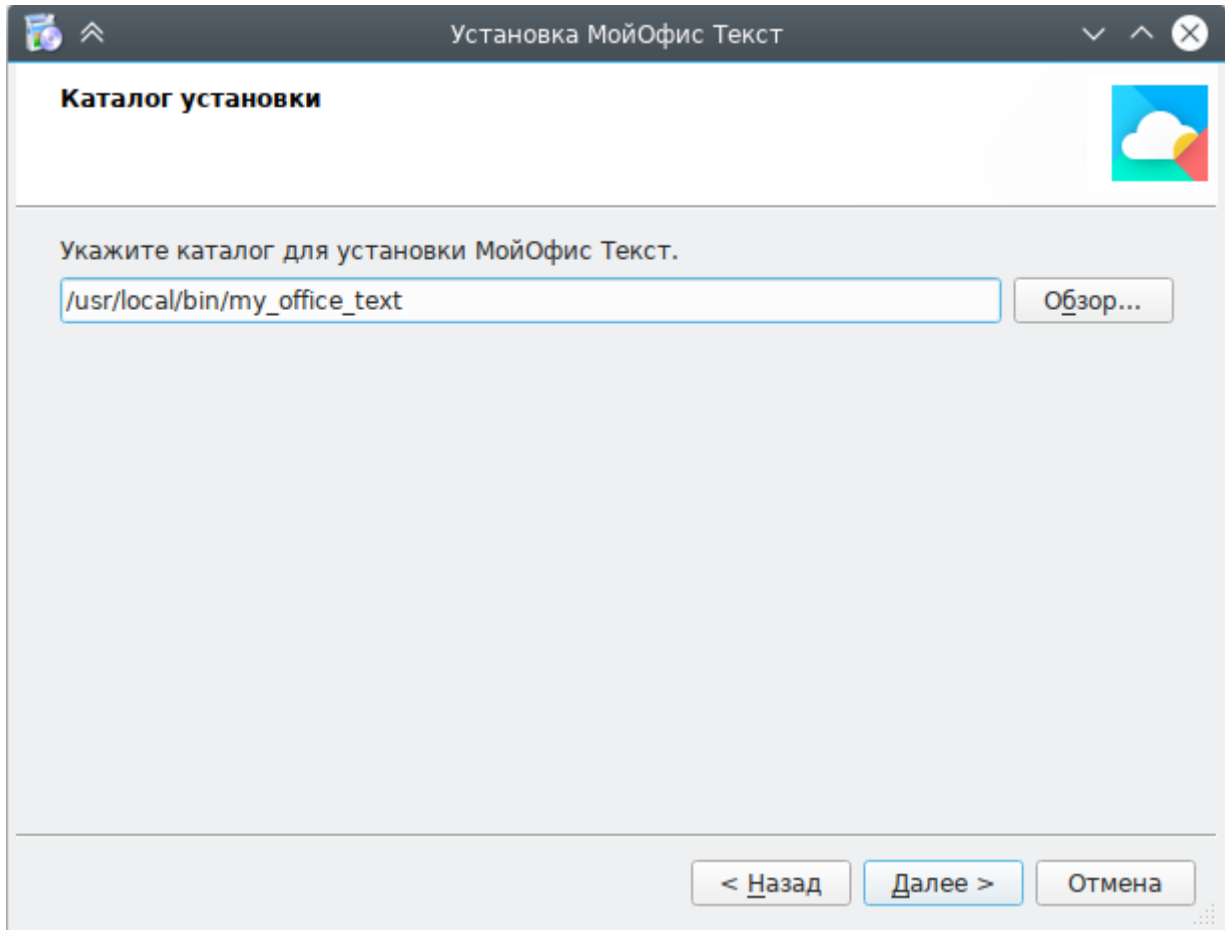 Установка МойОфис Текст
Каталог установки
Укажите каталог для установки МойОфис Текст.
/usr/local/bin/my_office_text
Обзор...
< Назад
Далее >
Отмена